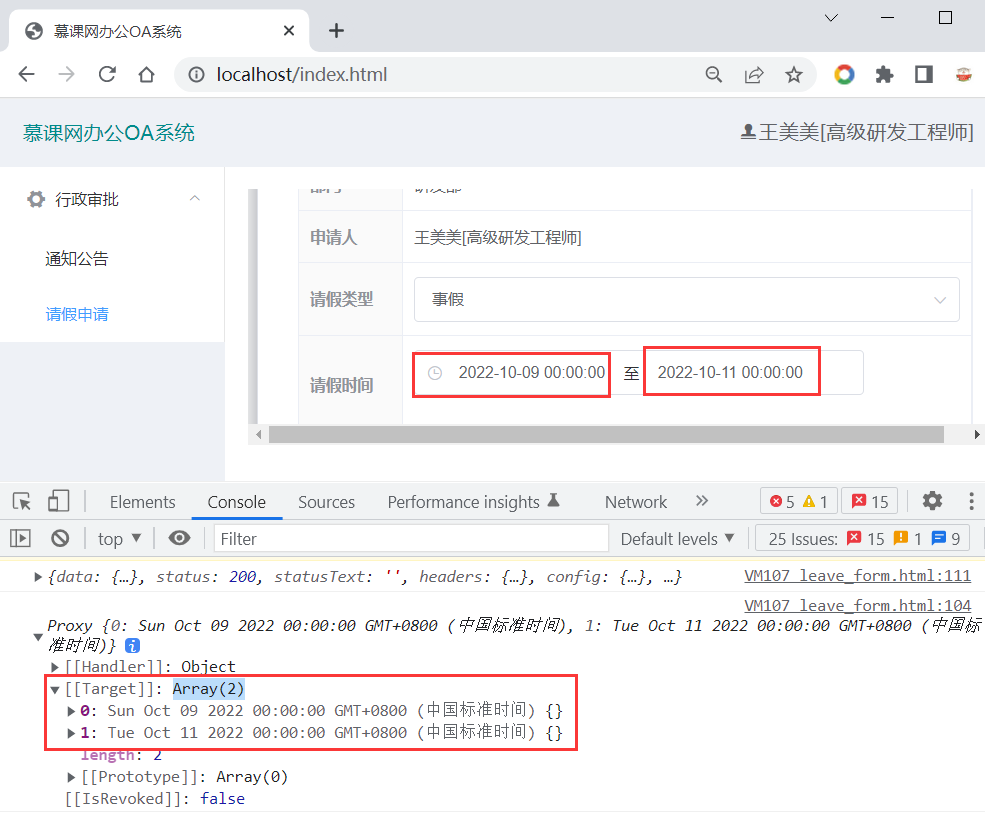 慕课网办公OA系统
localhost/index.html
慕课网办公OA系统
王美美[高级研发工程师]
行政审批
通知公告
请假申请
部门
研发部
申请人
王美美[高级研发工程师]
请假类型
事假
请假时间
2022-10-09 00:00:00 至 2022-10-11 00:00:00
Elements Console Sources Performance insights Network 5 1 15
top Filter Default levels 25 Issues: 15 1 9
{data: {…}, status: 200, statusText: '', headers: {…}, config: {…}, …} VM107 leave_form.html:111
VM107 leave_form.html:104
Proxy {0: Sun Oct 09 2022 00:00:00 GMT+0800 (中国标准时间), 1: Tue Oct 11 2022 00:00:00 GMT+0800 (中国标
准时间)}
[[Handler]]: Object
[[Target]]: Array(2)
0: Sun Oct 09 2022 00:00:00 GMT+0800 (中国标准时间) {}
1: Tue Oct 11 2022 00:00:00 GMT+0800 (中国标准时间) {}
length: 2
[[Prototype]]: Array(0)
[[IsRevoked]]: false